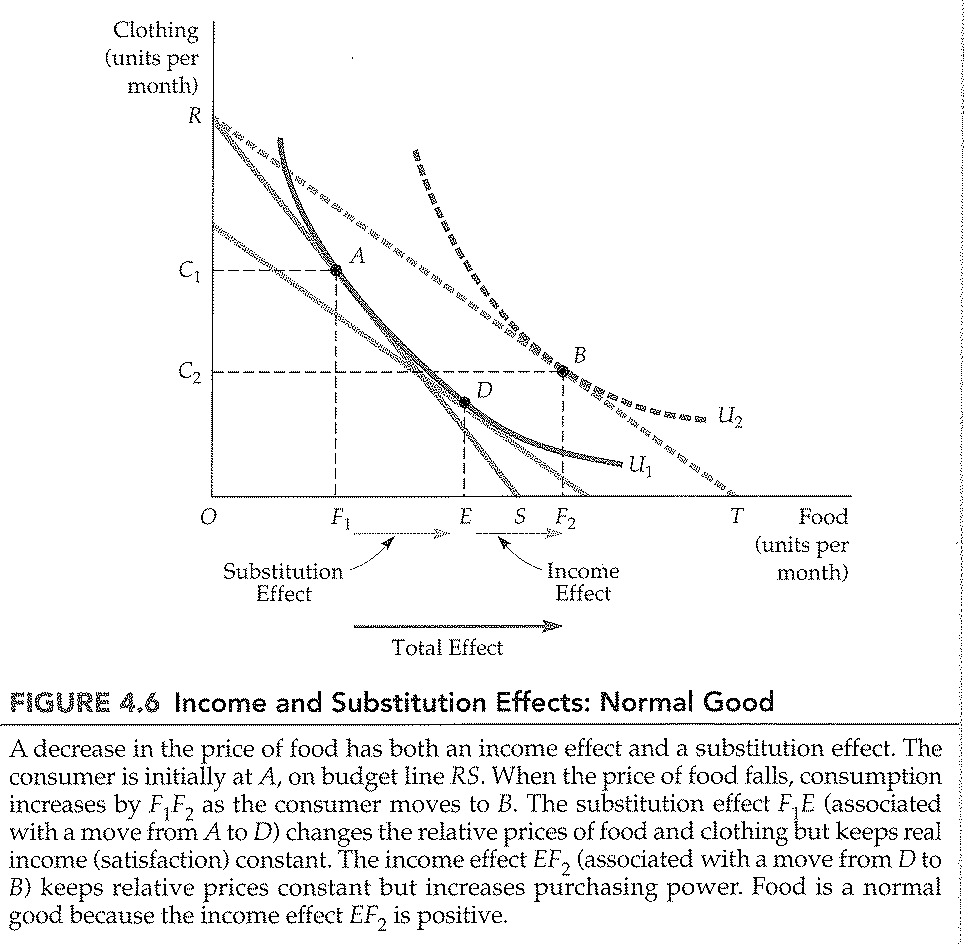 Clothing
(units per
month)
R
A
C₁
B
C₂
D
U₂
U₁
O F₁ E S F₂ T Food
(units per
month)
Substitution
Effect
Income
Effect
Total Effect
FIGURE 4.6 Income and Substitution Effects: Normal Good
A decrease in the price of food has both an income effect and a substitution effect. The
consumer is initially at A, on budget line RS. When the price of food falls, consumption
increases by F₁F₂ as the consumer moves to B. The substitution effect F₁E (associated
with a move from A to D) changes the relative prices of food and clothing but keeps real
income (satisfaction) constant. The income effect EF₂ (associated with a move from D to
B) keeps relative prices constant but increases purchasing power. Food is a normal
good because the income effect EF₂ is positive.